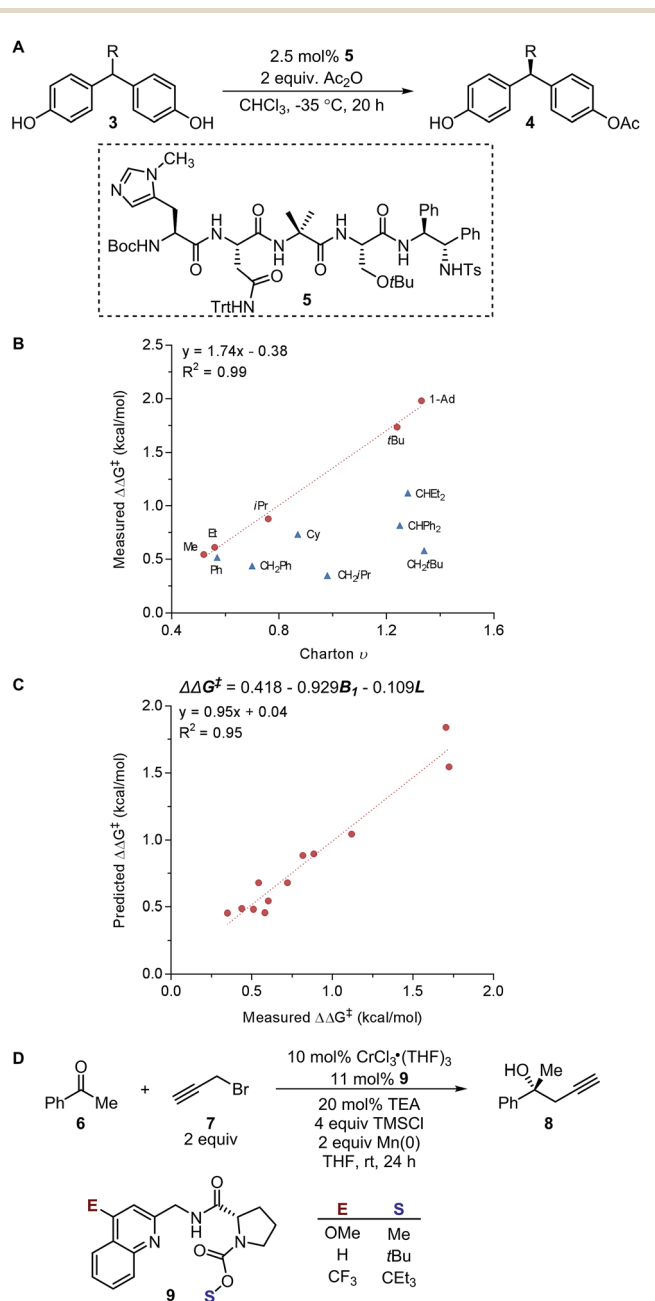 A
R
HO
3
OH
2.5 mol% 5
2 equiv. Ac2O
CHCl3, -35 °C, 20 h
R
HO
4
OAc
CH3
N
N
BocHN
O
H
N
O
TrtHN
O
N
H
O
H
N
O
OtBu
O
N
H
Ph
Ph
NHTs
5
B
y = 1.74x - 0.38
R2 = 0.99
Measured ΔΔG‡ (kcal/mol)
2.5
2.0
1.5
1.0
0.5
0.0
1-Ad
tBu
CHEt2
iPr
CHPh2
Cy
Et
Me
Ph
CH2Ph
CH2iPr
CH2tBu
0.4
0.8
1.2
1.6
Charton υ
C
ΔΔG‡ = 0.418 - 0.929B1 - 0.109L
y = 0.95x + 0.04
R2 = 0.95
Predicted ΔΔG‡ (kcal/mol)
2.0
1.5
1.0
0.5
0.0
0.0
0.5
1.0
1.5
2.0
Measured ΔΔG‡ (kcal/mol)
D
O
Ph
Me
6
+
Br
7
2 equiv
10 mol% CrCl3•(THF)3
11 mol% 9
20 mol% TEA
4 equiv TMSCl
2 equiv Mn(0)
THF, rt, 24 h
HO
Me
Ph
8
E
N
N
H
O
N
O
O
S
9
E S
OMe Me
H tBu
CF3 CEt3